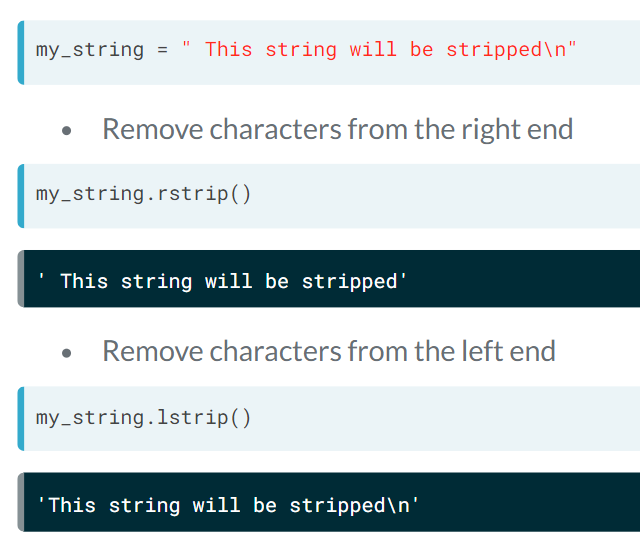 my_string = " This string will be stripped\n"
• Remove characters from the right end
my_string.rstrip()
' This string will be stripped'
• Remove characters from the left end
my_string.lstrip()
'This string will be stripped\n'